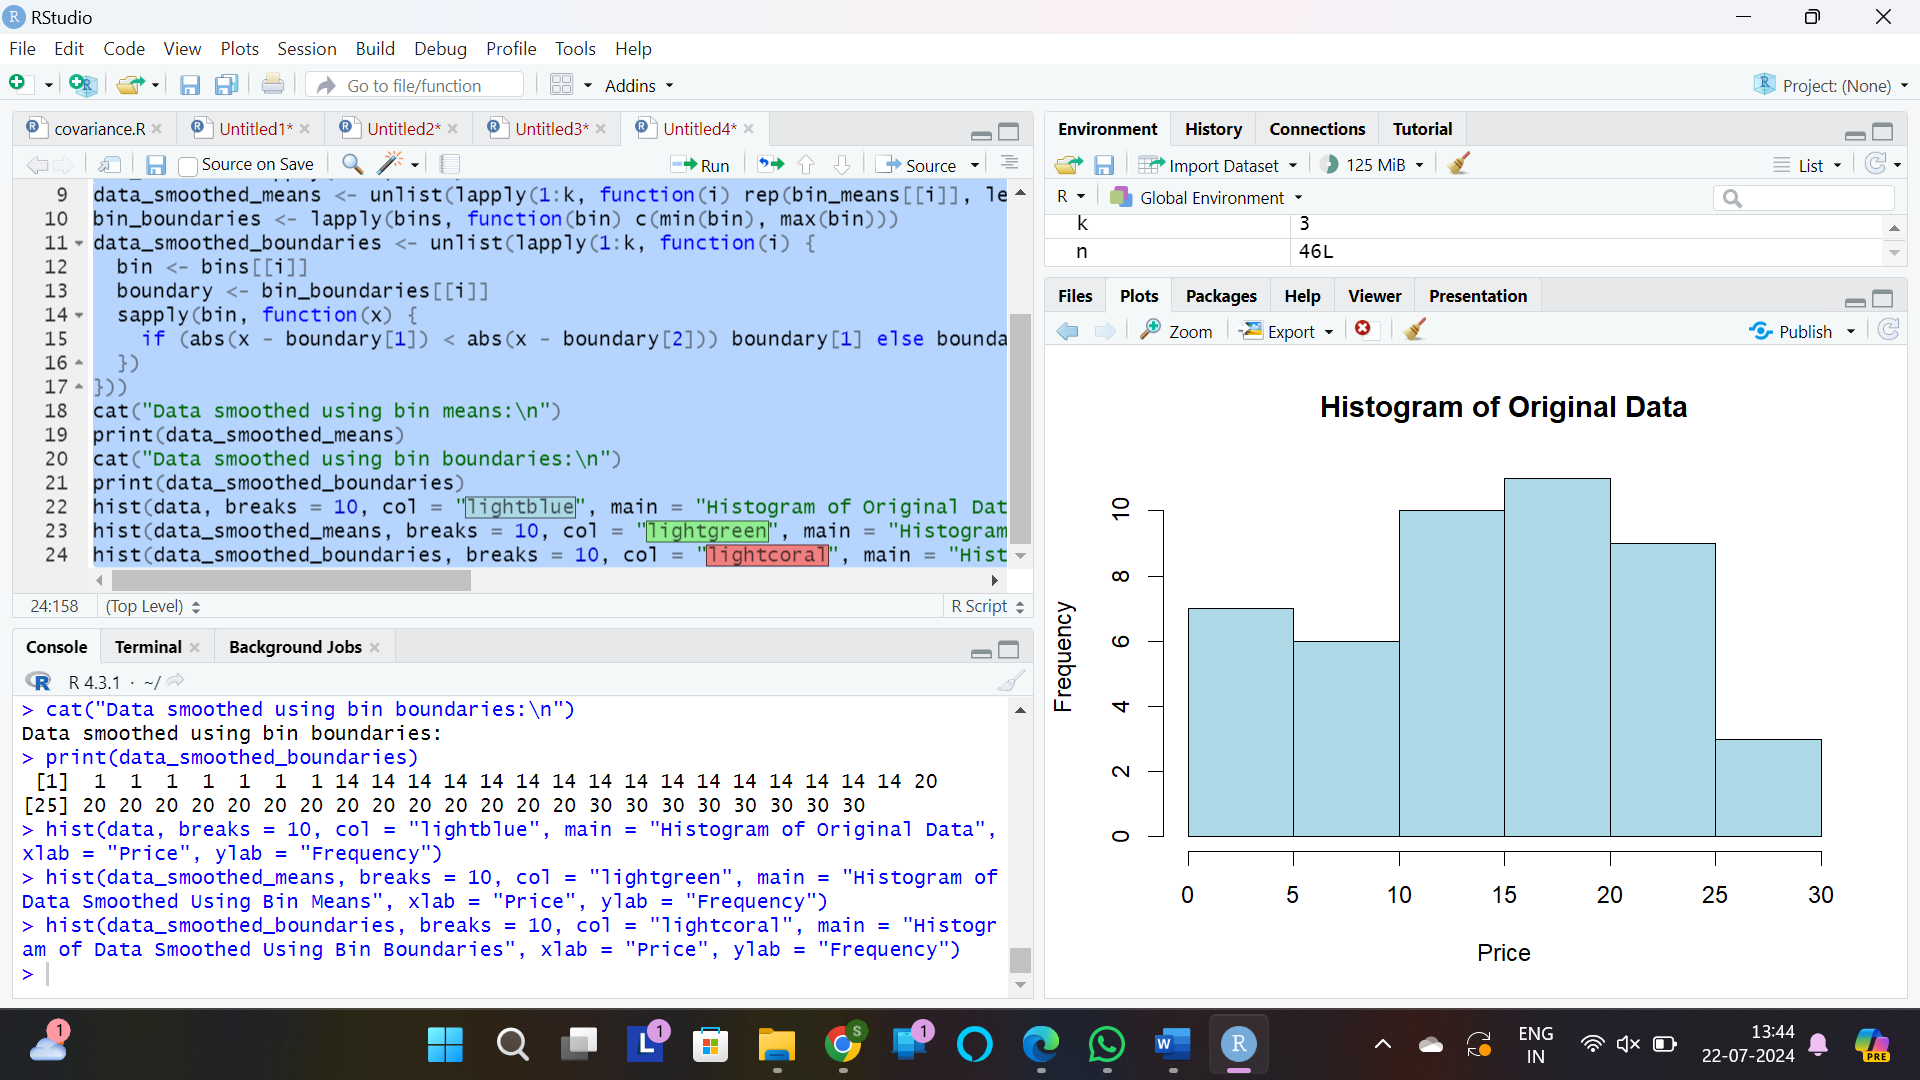 RStudio
File Edit Code View Plots Session Build Debug Profile Tools Help
Go to file/function Addins Project: (None)
covariance.R Untitled1* Untitled2* Untitled3* Untitled4*
Source on Save Run Source
9 data_smoothed_means <- unlist(lapply(1:k, function(i) rep(bin_means[[i]], le
10 bin_boundaries <- lapply(bins, function(bin) c(min(bin), max(bin)))
11 data_smoothed_boundaries <- unlist(lapply(1:k, function(i) {
12 bin <- bins[[i]]
13 boundary <- bin_boundaries[[i]]
14 sapply(bin, function(x) {
15 if (abs(x - boundary[1]) < abs(x - boundary[2])) boundary[1] else bounda
16 })
17 }))
18 cat("Data smoothed using bin means:\n")
19 print(data_smoothed_means)
20 cat("Data smoothed using bin boundaries:\n")
21 print(data_smoothed_boundaries)
22 hist(data, breaks = 10, col = "lightblue", main = "Histogram of Original Dat
23 hist(data_smoothed_means, breaks = 10, col = "lightgreen", main = "Histogram
24 hist(data_smoothed_boundaries, breaks = 10, col = "lightcoral", main = "Hist
24:158 (Top Level) R Script
Console Terminal Background Jobs
R 4.3.1 · ~/
> cat("Data smoothed using bin boundaries:\n")
Data smoothed using bin boundaries:
> print(data_smoothed_boundaries)
[1] 1 1 1 1 1 1 1 14 14 14 14 14 14 14 14 14 14 14 14 14 14 14 14 20
[25] 20 20 20 20 20 20 20 20 20 20 20 20 20 20 30 30 30 30 30 30 30 30
> hist(data, breaks = 10, col = "lightblue", main = "Histogram of Original Data",
xlab = "Price", ylab = "Frequency")
> hist(data_smoothed_means, breaks = 10, col = "lightgreen", main = "Histogram of
Data Smoothed Using Bin Means", xlab = "Price", ylab = "Frequency")
> hist(data_smoothed_boundaries, breaks = 10, col = "lightcoral", main = "Histogr
am of Data Smoothed Using Bin Boundaries", xlab = "Price", ylab = "Frequency")
>
Environment History Connections Tutorial
Import Dataset 125 MiB List
R Global Environment
k 3
n 46L
Files Plots Packages Help Viewer Presentation
Zoom Export Publish
Histogram of Original Data
Frequency
10
8
6
4
2
0
0 5 10 15 20 25 30
Price
1 L 1 S 1 W R
ENG
IN
13:44
22-07-2024
PRE